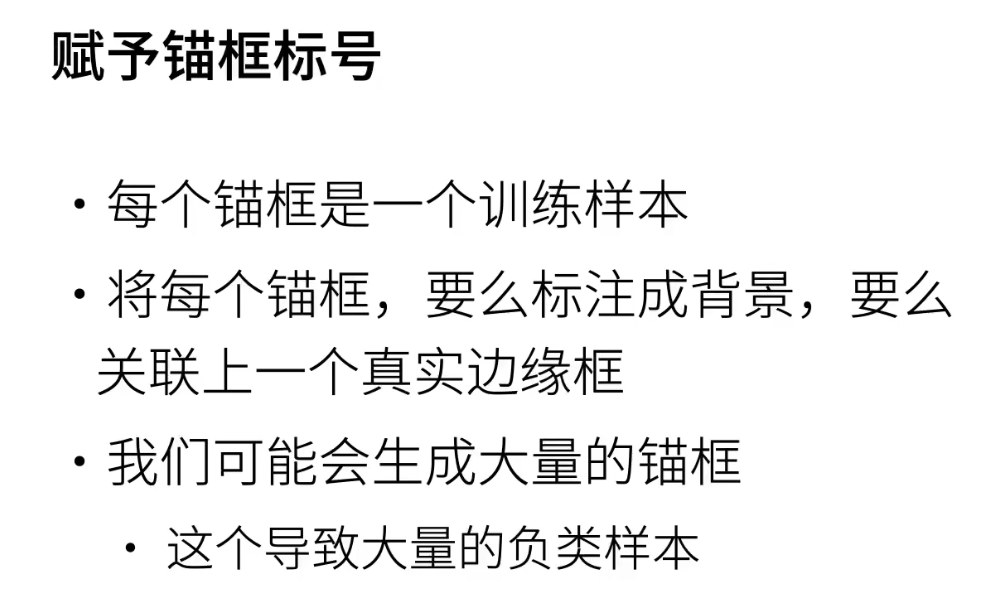 赋予锚框标号
• 每个锚框是一个训练样本
• 将每个锚框，要么标注成背景，要么
关联上一个真实边缘框
• 我们可能会生成大量的锚框
• 这个导致大量的负类样本